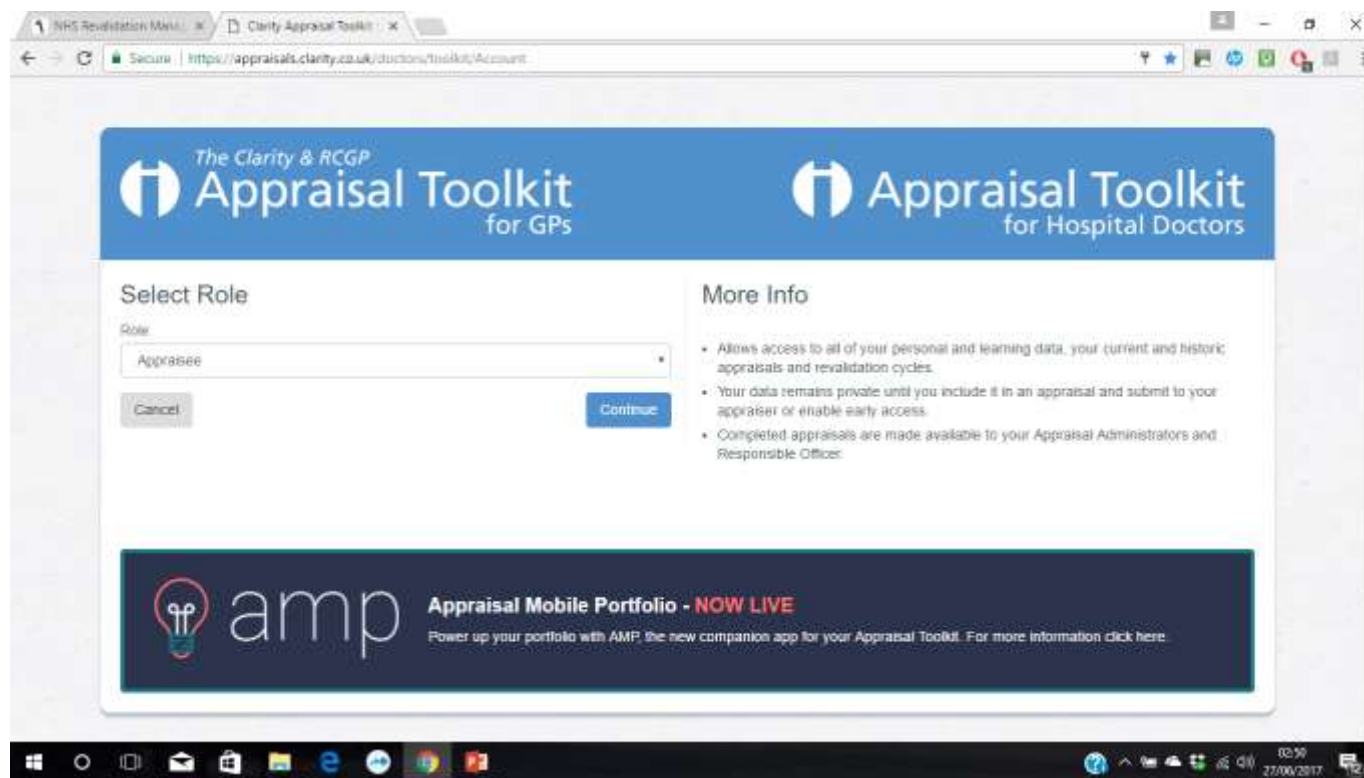 NHS Revalidation Mana
Clarity Appraisal Toolkit
Secure | https://appraisals.clarity.co.uk/doctors/toolkit/Account
The Clarity & RCGP
Appraisal Toolkit
for GPs
Appraisal Toolkit
for Hospital Doctors
Select Role
Role
Appraisee
Cancel
Continue
More Info
• Allows access to all of your personal and learning data, your current and historic
appraisals and revalidation cycles.
• Your data remains private until you include it in an appraisal and submit to your
appraiser or enable early access.
• Completed appraisals are made available to your Appraisal Administrators and
Responsible Officer.
amp
Appraisal Mobile Portfolio - NOW LIVE
Power up your portfolio with AMP, the new companion app for your Appraisal Toolkit. For more information click here.
02:50
27/06/2017